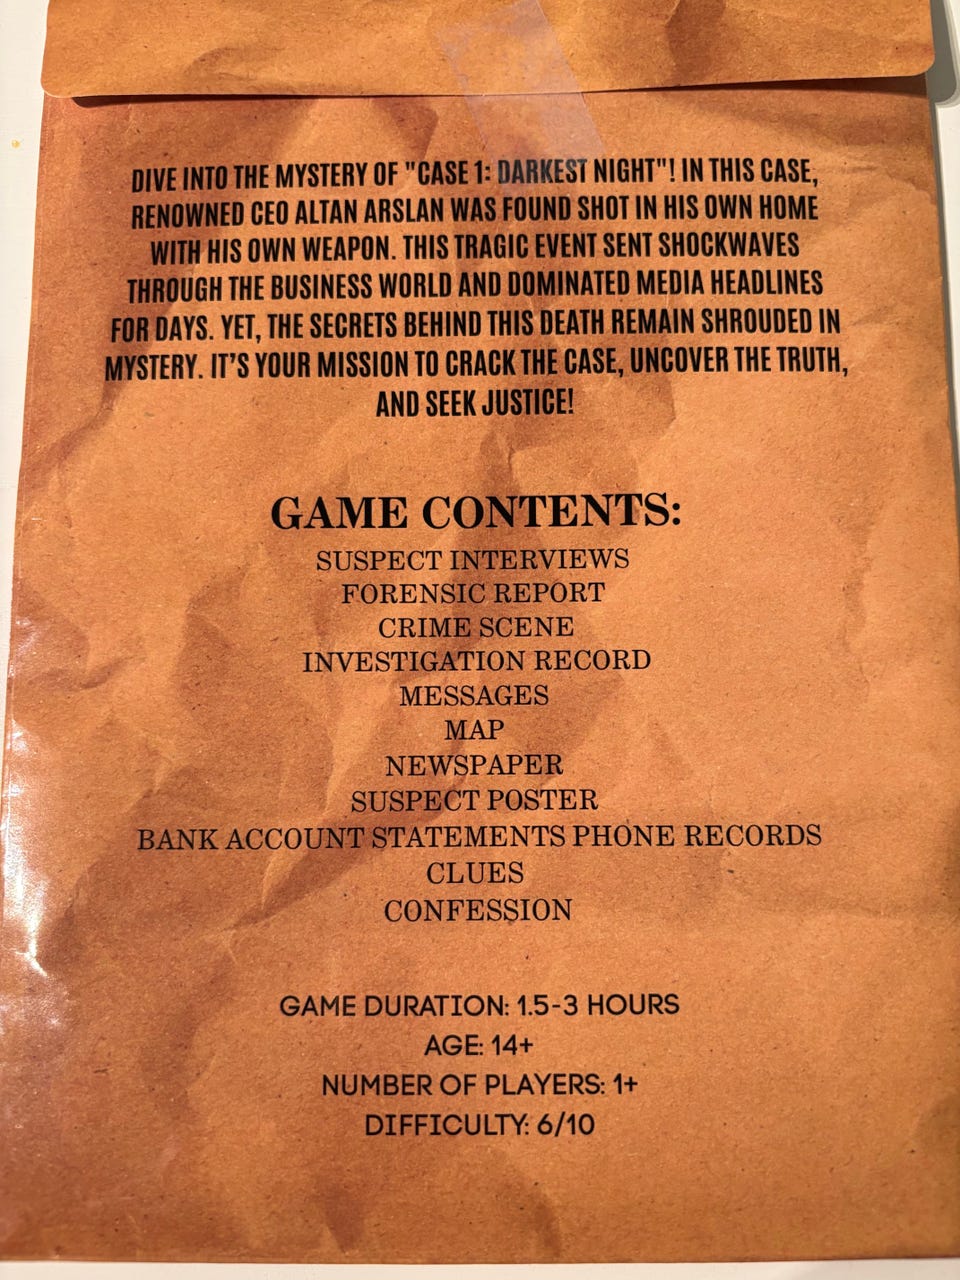 DIVE INTO THE MYSTERY OF "CASE 1: DARKEST NIGHT"! IN THIS CASE,
RENOWNED CEO ALTAN ARSLAN WAS FOUND SHOT IN HIS OWN HOME
WITH HIS OWN WEAPON. THIS TRAGIC EVENT SENT SHOCKWAVES
THROUGH THE BUSINESS WORLD AND DOMINATED MEDIA HEADLINES
FOR DAYS. YET, THE SECRETS BEHIND THIS DEATH REMAIN SHROUDED IN
MYSTERY. IT'S YOUR MISSION TO CRACK THE CASE, UNCOVER THE TRUTH,
AND SEEK JUSTICE!
GAME CONTENTS:
SUSPECT INTERVIEWS
FORENSIC REPORT
CRIME SCENE
INVESTIGATION RECORD
MESSAGES
MAP
NEWSPAPER
SUSPECT POSTER
BANK ACCOUNT STATEMENTS PHONE RECORDS
CLUES
CONFESSION
GAME DURATION: 1.5-3 HOURS
AGE: 14+
NUMBER OF PLAYERS: 1+
DIFFICULTY: 6/10